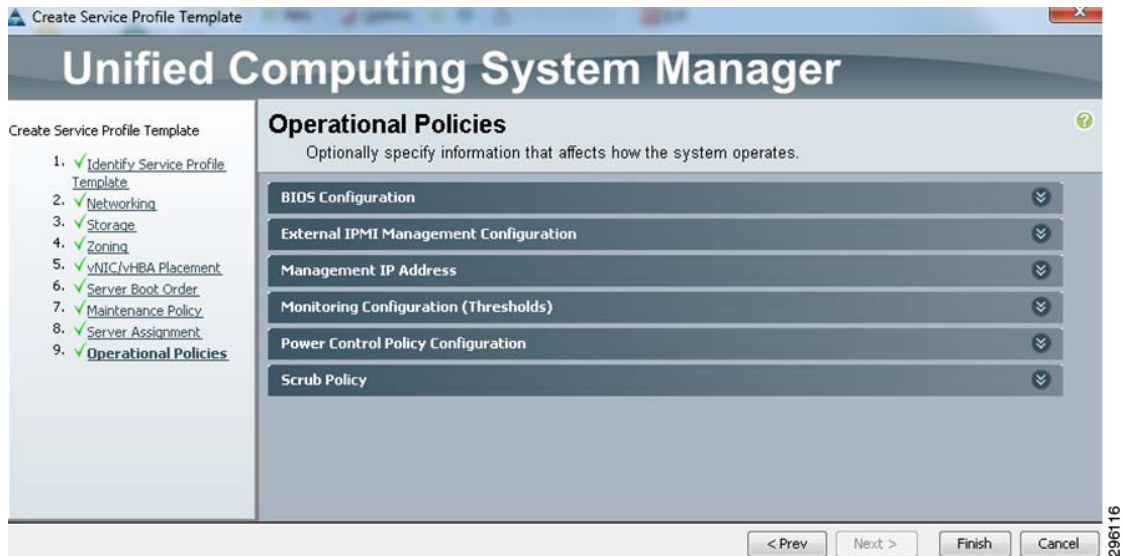 Create Service Profile Template
Unified Computing System Manager
Create Service Profile Template
1. Identify Service Profile
Template
2. Networking
3. Storage
4. Zoning
5. vNIC/vHBA Placement
6. Server Boot Order
7. Maintenance Policy
8. Server Assignment
9. Operational Policies
Operational Policies
Optionally specify information that affects how the system operates.
BIOS Configuration
External IPMI Management Configuration
Management IP Address
Monitoring Configuration (Thresholds)
Power Control Policy Configuration
Scrub Policy
< Prev
Next >
Finish
Cancel
296116